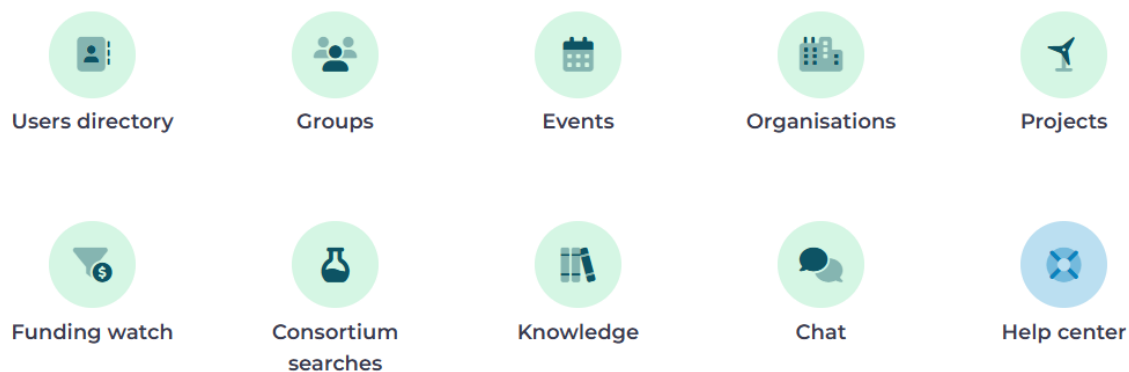 Users directory
Groups
Events
Organisations
Projects
$
Funding watch
Consortium
searches
Knowledge
Chat
Help center